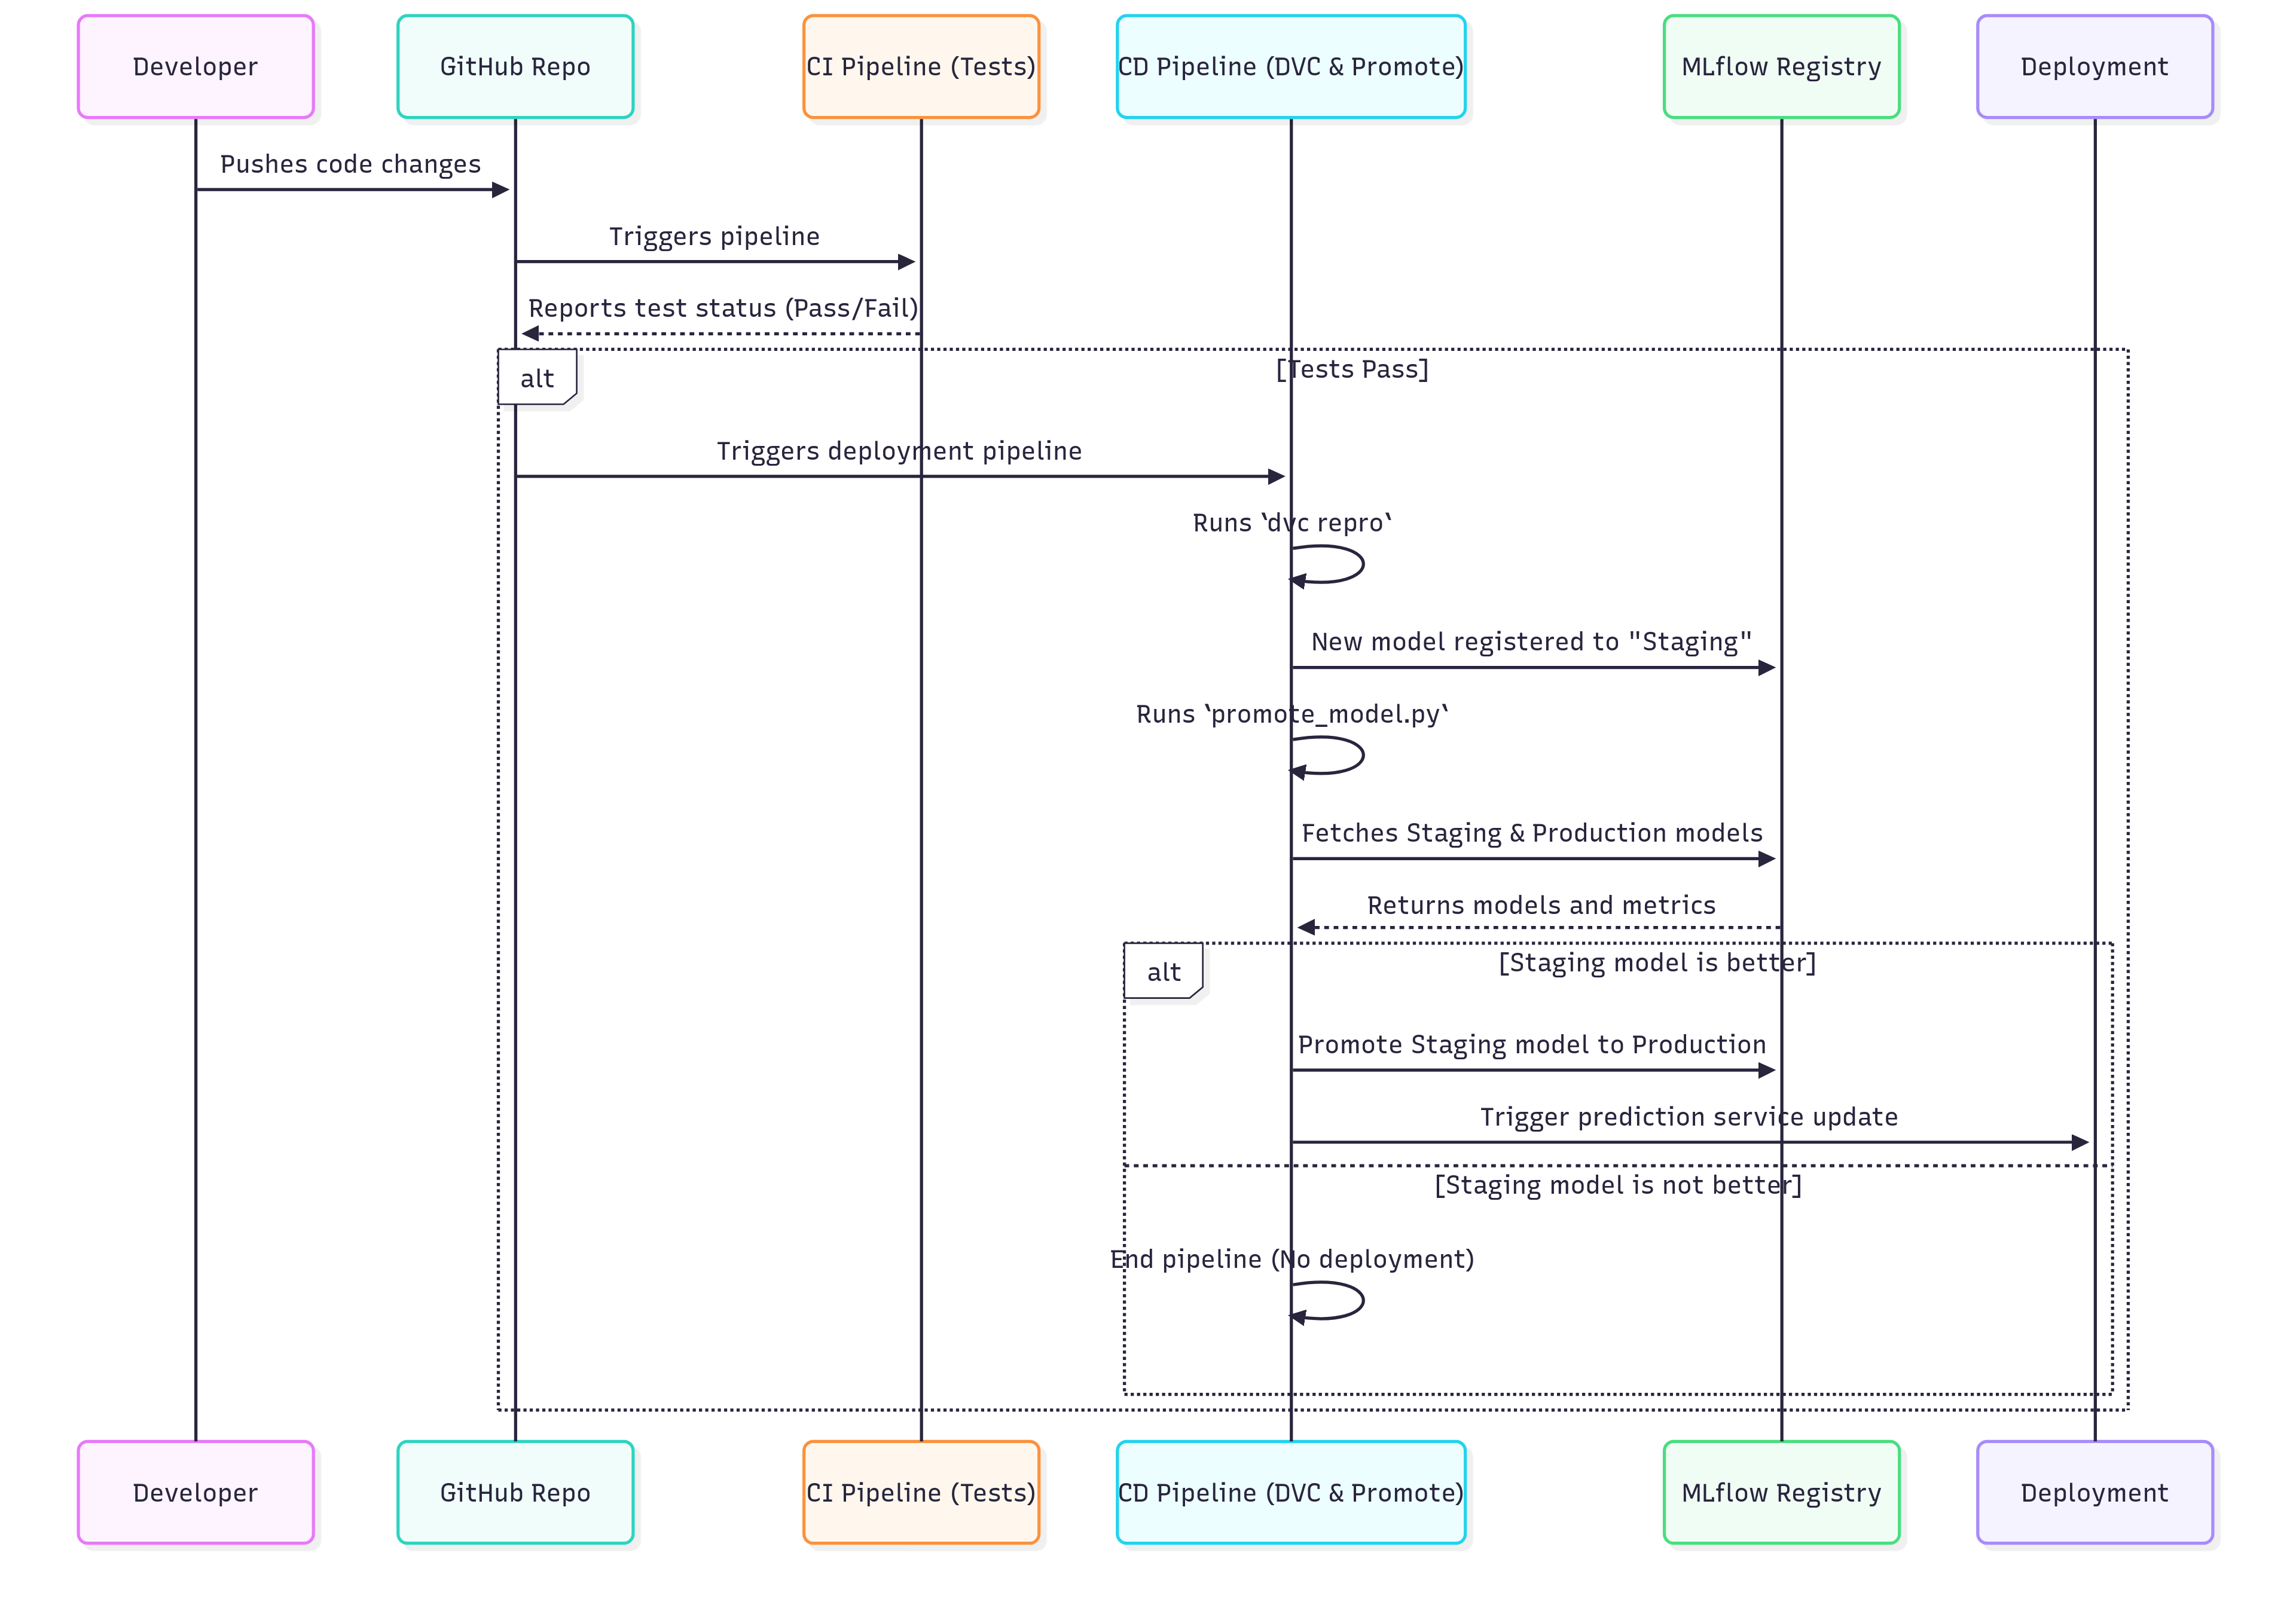 Developer
GitHub Repo
CI Pipeline (Tests)
CD Pipeline (DVC & Promote)
MLflow Registry
Deployment
Pushes code changes
Triggers pipeline
Reports test status (Pass/Fail)
alt
[Tests Pass]
Triggers deployment pipeline
Runs `dvc repro`
New model registered to "Staging"
Runs `promote_model.py`
Fetches Staging & Production models
Returns models and metrics
alt
[Staging model is better]
Promote Staging model to Production
Trigger prediction service update
[Staging model is not better]
End pipeline (No deployment)
Developer
GitHub Repo
CI Pipeline (Tests)
CD Pipeline (DVC & Promote)
MLflow Registry
Deployment